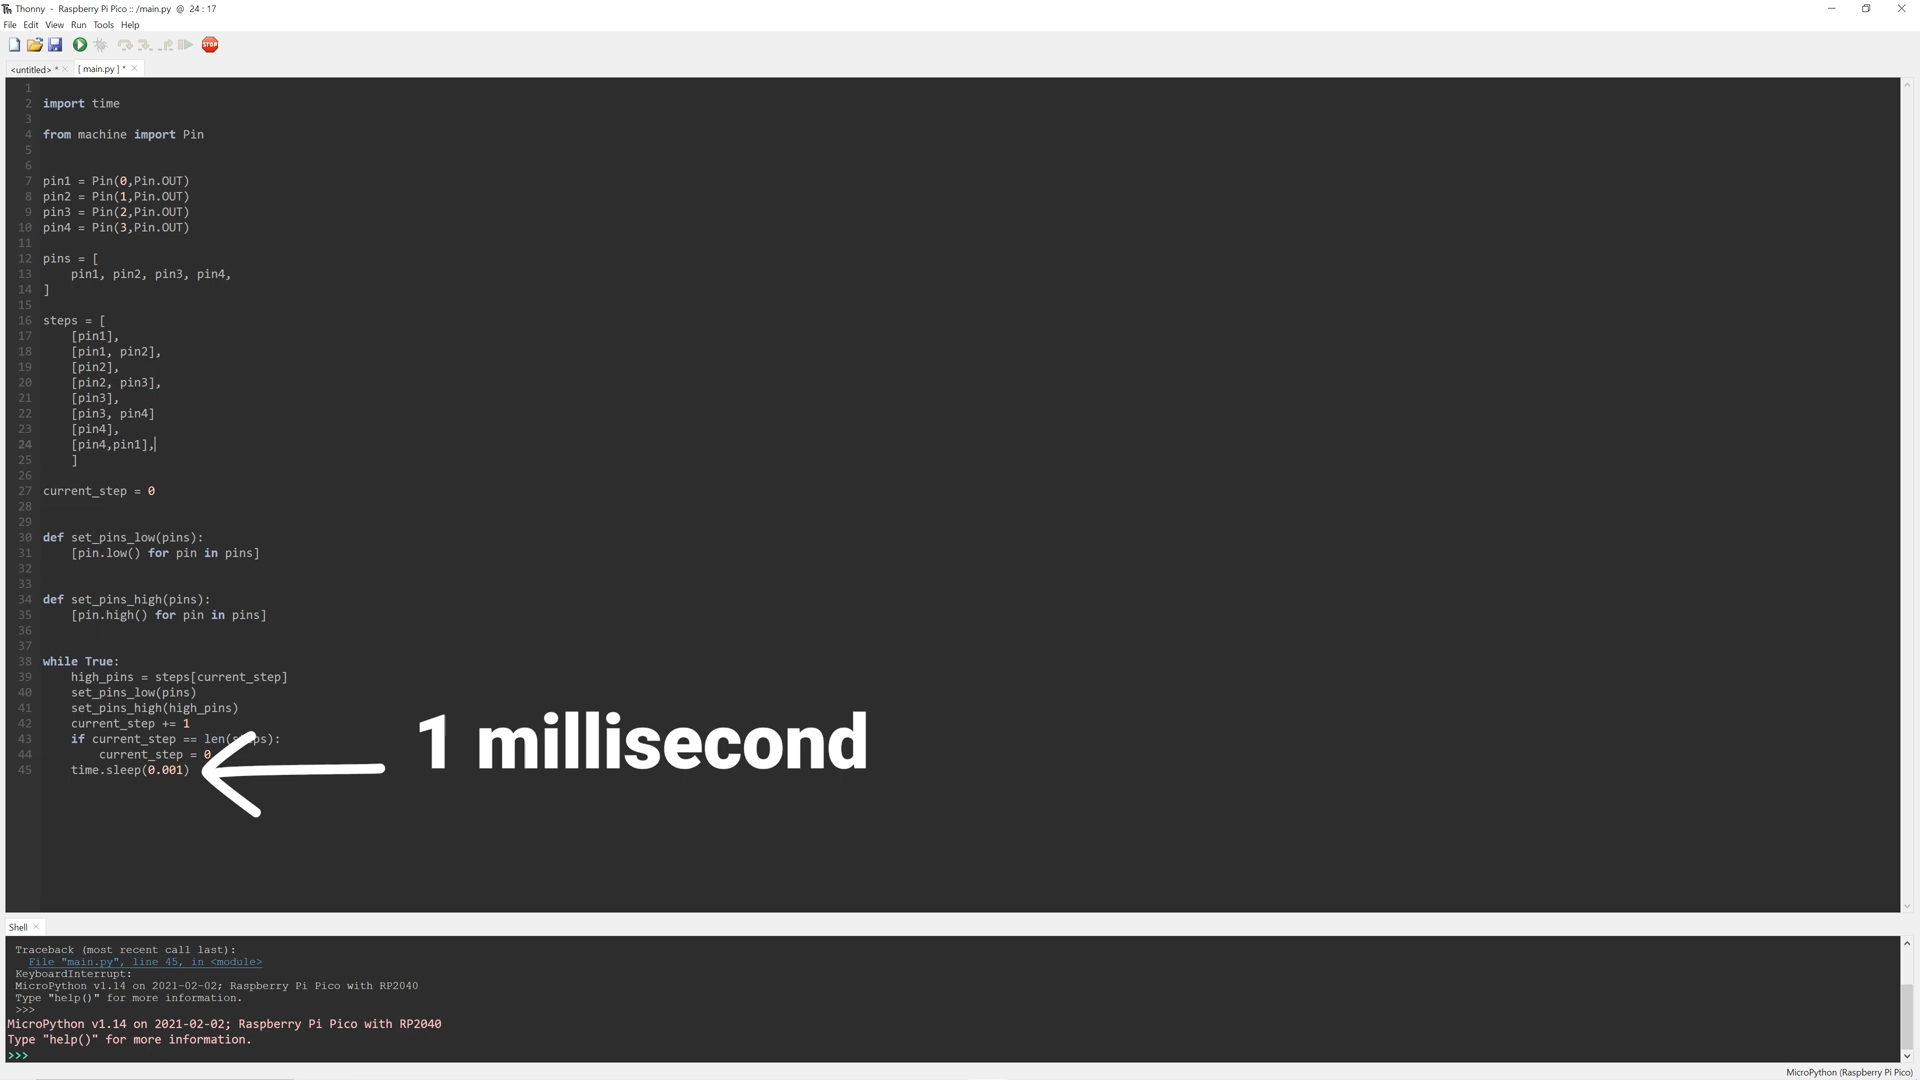 Thonny - Raspberry Pi Pico :: /main.py @ 24 : 17
File Edit View Run Tools Help
STOP
<untitled> *
[ main.py ] *
1
2 import time
3
4 from machine import Pin
5
6
7 pin1 = Pin(0,Pin.OUT)
8 pin2 = Pin(1,Pin.OUT)
9 pin3 = Pin(2,Pin.OUT)
10 pin4 = Pin(3,Pin.OUT)
11
12 pins = [
13 pin1, pin2, pin3, pin4,
14 ]
15
16 steps = [
17 [pin1],
18 [pin1, pin2],
19 [pin2],
20 [pin2, pin3],
21 [pin3],
22 [pin3, pin4]
23 [pin4],
24 [pin4,pin1],
25 ]
26
27 current_step = 0
28
29
30 def set_pins_low(pins):
31 [pin.low() for pin in pins]
32
33
34 def set_pins_high(pins):
35 [pin.high() for pin in pins]
36
37
38 while True:
39 high_pins = steps[current_step]
40 set_pins_low(pins)
41 set_pins_high(high_pins)
42 current_step += 1
43 if current_step == len(steps):
44 current_step = 0
45 time.sleep(0.001)
1 millisecond
Shell
Traceback (most recent call last):
File "main.py", line 45, in <module>
KeyboardInterrupt:
MicroPython v1.14 on 2021-02-02; Raspberry Pi Pico with RP2040
Type "help()" for more information.
>>>
MicroPython v1.14 on 2021-02-02; Raspberry Pi Pico with RP2040
Type "help()" for more information.
>>>
MicroPython (Raspberry Pi Pico)